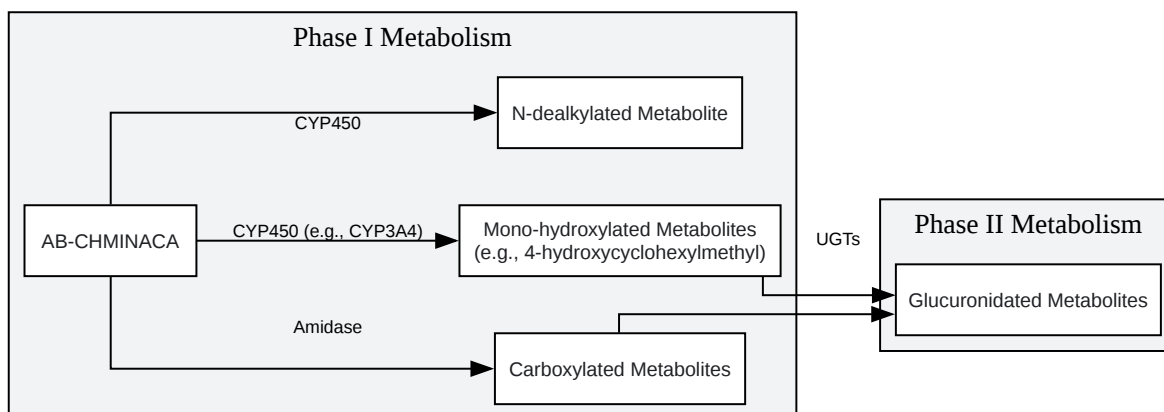 Phase I Metabolism
N-dealkylated Metabolite
CYP450
AB-CHMINACA
CYP450 (e.g., CYP3A4)
Mono-hydroxylated Metabolites
(e.g., 4-hydroxycyclohexylmethyl)
Amidase
Carboxylated Metabolites
UGTs
Phase II Metabolism
Glucuronidated Metabolites